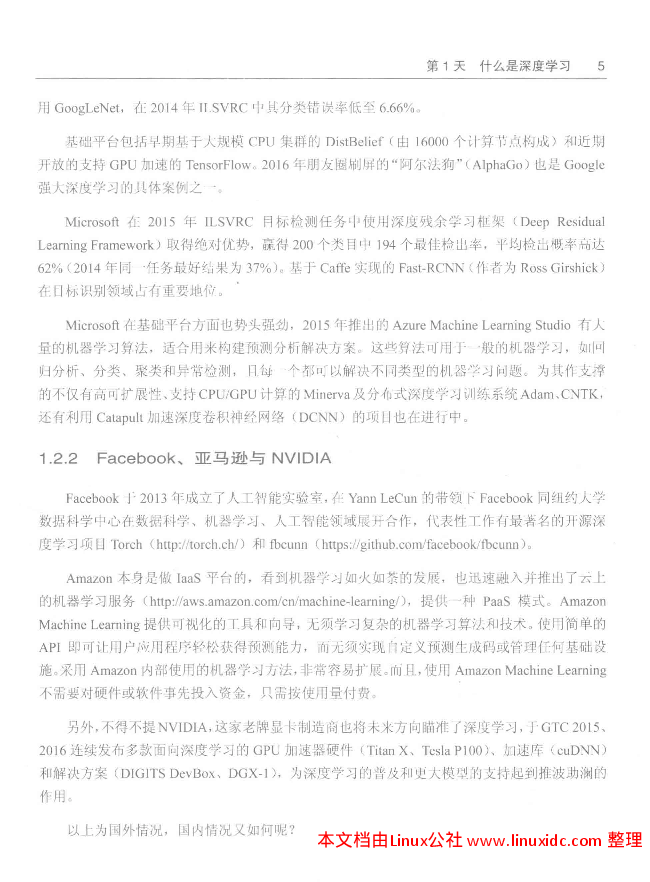 第 1 天 什么是深度学习 5
用 GoogLeNet，在 2014 年 ILSVRC 中其分类错误率低至 6.66%。
基础平台包括早期基于大规模 CPU 集群的 DistBelief（由 16000 个计算节点构成）和近期
开放的支持 GPU 加速的 TensorFlow。2016 年朋友圈刷屏的“阿尔法狗”（AlphaGo）也是 Google
强大深度学习的具体案例之一。
Microsoft 在 2015 年 ILSVRC 目标检测任务中使用深度残余学习框架（Deep Residual
Learning Framework）取得绝对优势，赢得 200 个类目中 194 个最佳检出率，平均检出概率高达
62%（2014 年同一任务最好结果为 37%）。基于 Caffe 实现的 Fast-RCNN（作者为 Ross Girshick）
在目标识别领域占有重要地位。
Microsoft 在基础平台方面也势头强劲，2015 年推出的 Azure Machine Learning Studio 有大
量的机器学习算法，适合用来构建预测分析解决方案。这些算法可用于一般的机器学习，如回
归分析、分类、聚类和异常检测，且每一个都可以解决不同类型的机器学习问题。为其作支撑
的不仅有高可扩展性、支持 CPU/GPU 计算的 Minerva 及分布式深度学习训练系统 Adam、CNTK，
还有利用 Catapult 加速深度卷积神经网络（DCNN）的项目也在进行中。
1.2.2 Facebook、亚马逊与 NVIDIA
Facebook 于 2013 年成立了人工智能实验室，在 Yann LeCun 的带领下 Facebook 同纽约大学
数据科学中心在数据科学、机器学习、人工智能领域展开合作，代表性工作有最著名的开源深
度学习项目 Torch（http://torch.ch/）和 fbcunn（https://github.com/facebook/fbcunn）。
Amazon 本身是做 IaaS 平台的，看到机器学习如火如荼的发展，也迅速融入并推出了云上
的机器学习服务（http://aws.amazon.com/cn/machine-learning/），提供一种 PaaS 模式。Amazon
Machine Learning 提供可视化的工具和向导，无须学习复杂的机器学习算法和技术。使用简单的
API 即可让用户应用程序轻松获得预测能力，而无须实现自定义预测生成码或管理任何基础设
施。采用 Amazon 内部使用的机器学习方法，非常容易扩展。而且，使用 Amazon Machine Learning
不需要对硬件或软件事先投入资金，只需按使用量付费。
另外，不得不提 NVIDIA，这家老牌显卡制造商也将未来方向瞄准了深度学习，于 GTC 2015、
2016 连续发布多款面向深度学习的 GPU 加速器硬件（Titan X、Tesla P100）、加速库（cuDNN）
和解决方案（DIGITS DevBox、DGX-1），为深度学习的普及和更大模型的支持起到推波助澜的
作用。
以上为国外情况，国内情况又如何呢？
本文档由Linux公社 www.linuxidc.com 整理